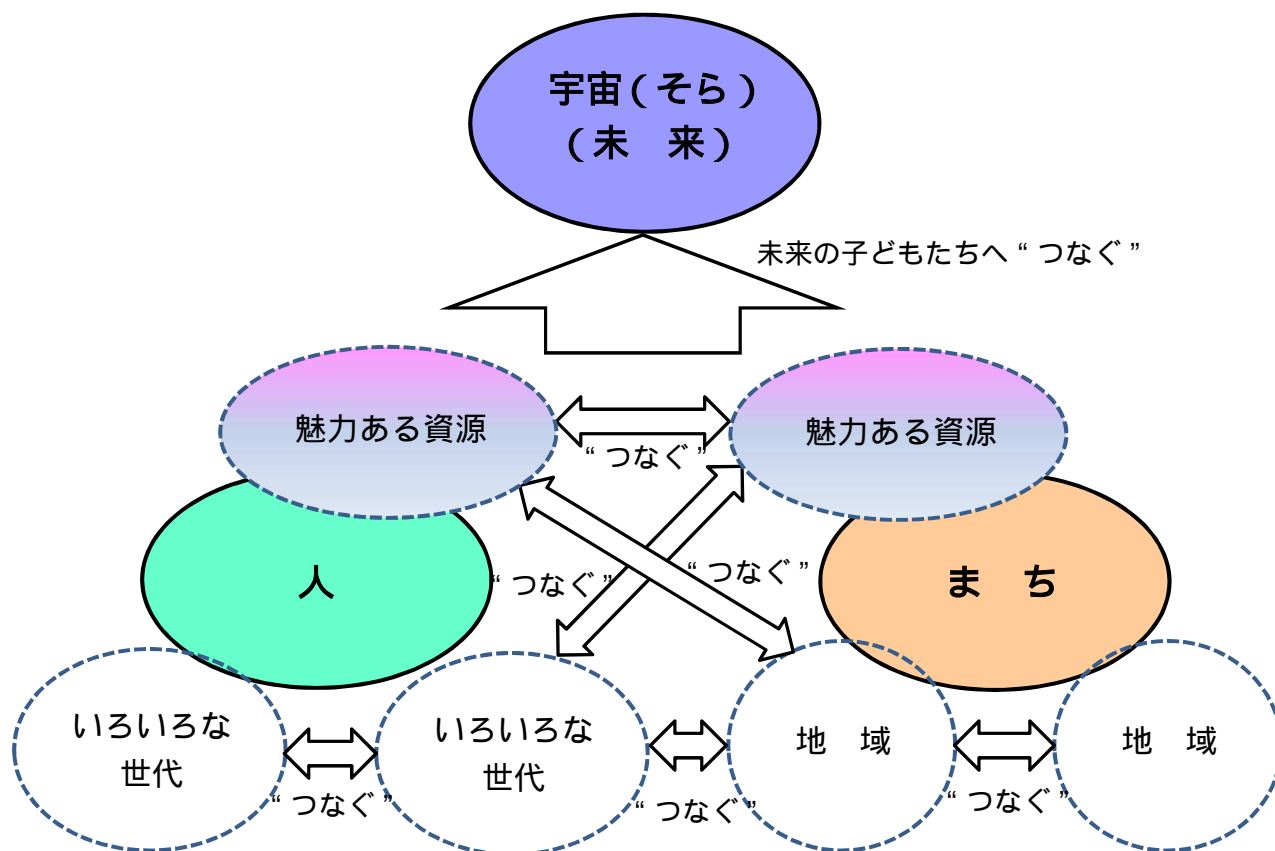 宇宙(そら)
(未　来)
未来の子どもたちへ“つなぐ”
魅力ある資源
魅力ある資源
“つなぐ”
人
“つなぐ”
“つなぐ”
ま　ち
いろいろな
世代
いろいろな
世代
地　域
地　域
“つなぐ”
“つなぐ”
“つなぐ”